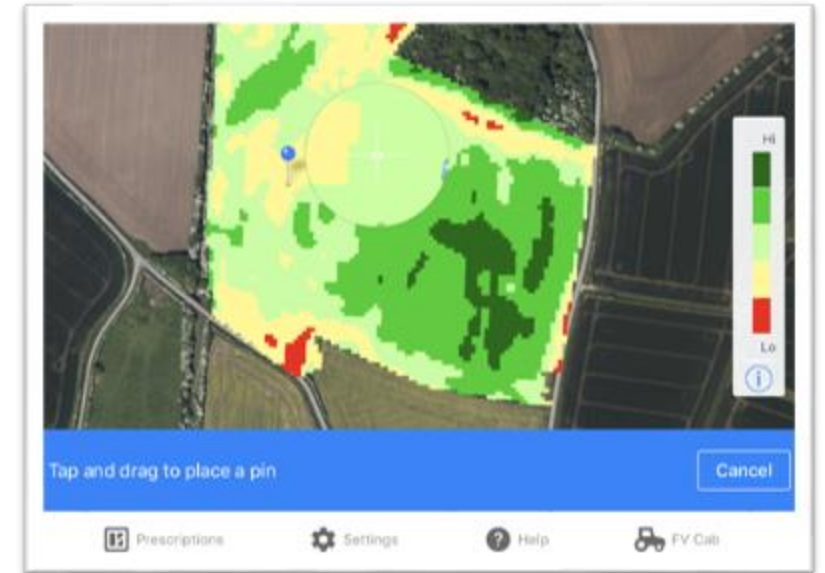 Hi
Lo
Tap and drag to place a pin
Cancel
Prescriptions
Settings
Help
FV Cab